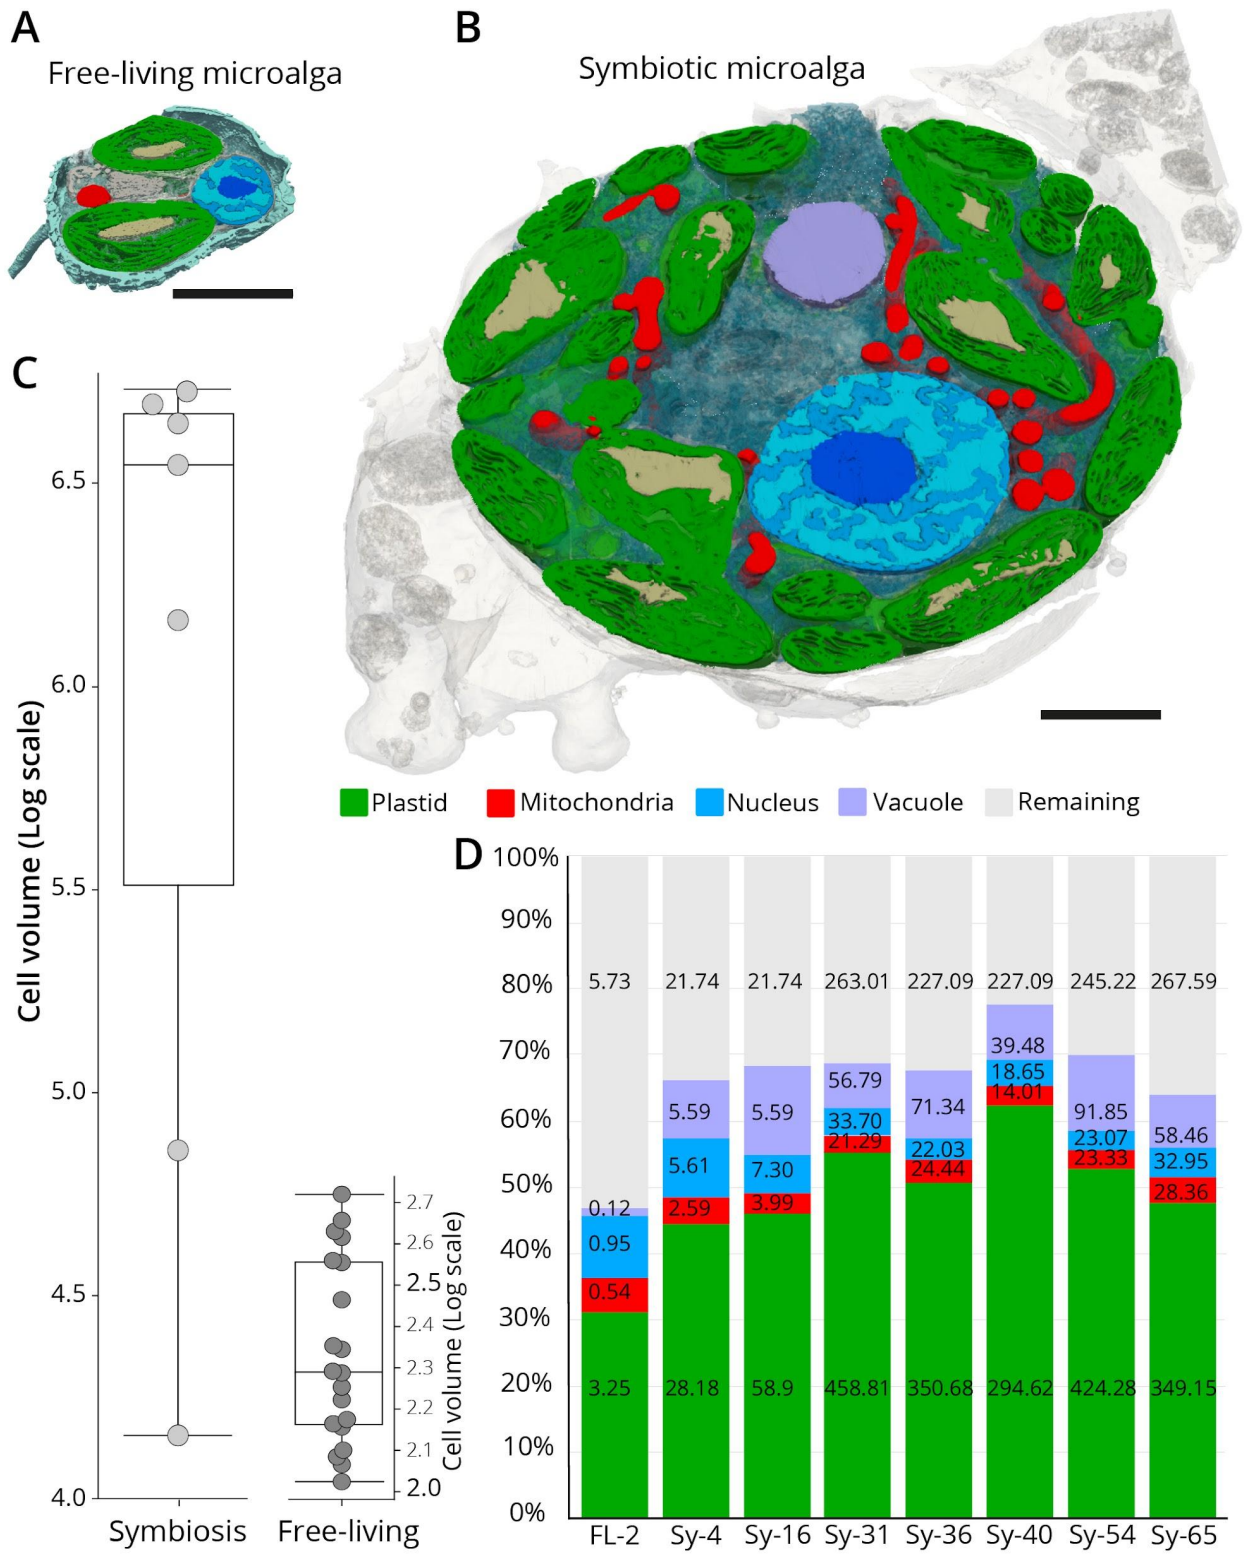 A
Free-living microalga
B
Symbiotic microalga
C
Cell volume (Log scale)
6.5
6.0
5.5
5.0
4.5
4.0
Symbiosis
Free-living
2.7
2.6
2.5
2.4
2.3
2.2
2.1
2.0
Cell volume (Log scale)
Plastid Mitochondria Nucleus Vacuole Remaining
D
100%
90%
80%
70%
60%
50%
40%
30%
20%
10%
0%
5.73 21.74 21.74 263.01 227.09 227.09 245.22 267.59
0.12 5.59 5.59 56.79 71.34 39.48 91.85 58.46
0.95 5.61 7.30 33.70 22.03 18.65 23.07 32.95
0.54 2.59 3.99 21.29 24.44 14.01 23.33 28.36
3.25 28.18 58.9 458.81 350.68 294.62 424.28 349.15
FL-2 Sy-4 Sy-16 Sy-31 Sy-36 Sy-40 Sy-54 Sy-65